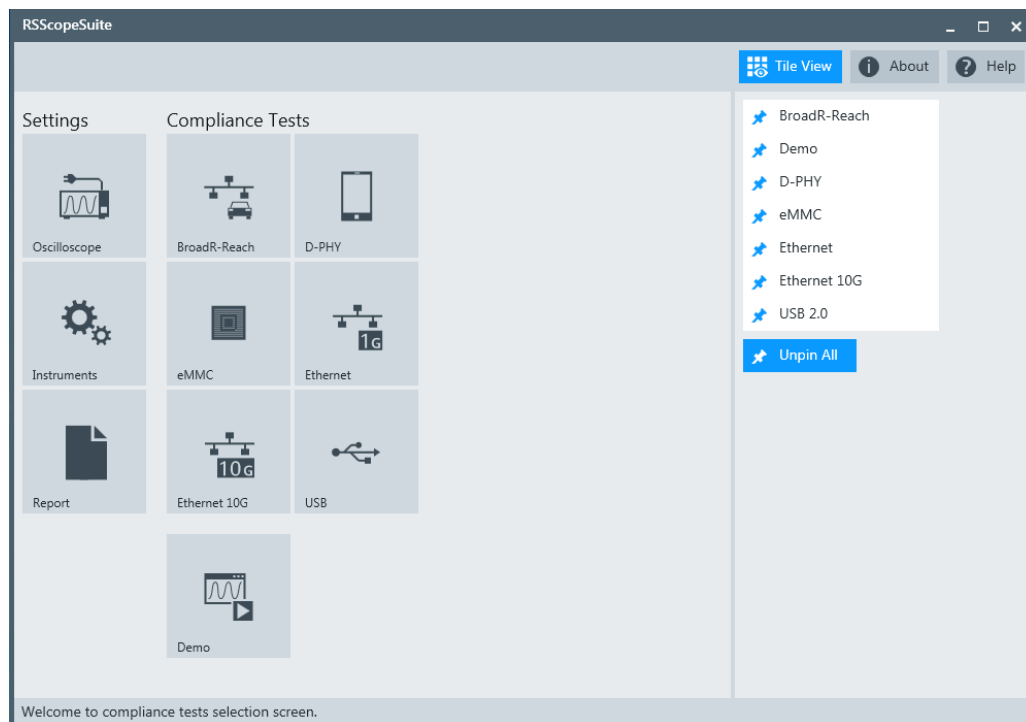 RSScopeSuite
Tile View
About
Help
Settings
Compliance Tests
Oscilloscope
BroadR-Reach
D-PHY
Instruments
eMMC
1G
Ethernet
Report
10G
Ethernet 10G
USB
Demo
BroadR-Reach
Demo
D-PHY
eMMC
Ethernet
Ethernet 10G
USB 2.0
Unpin All
Welcome to compliance tests selection screen.